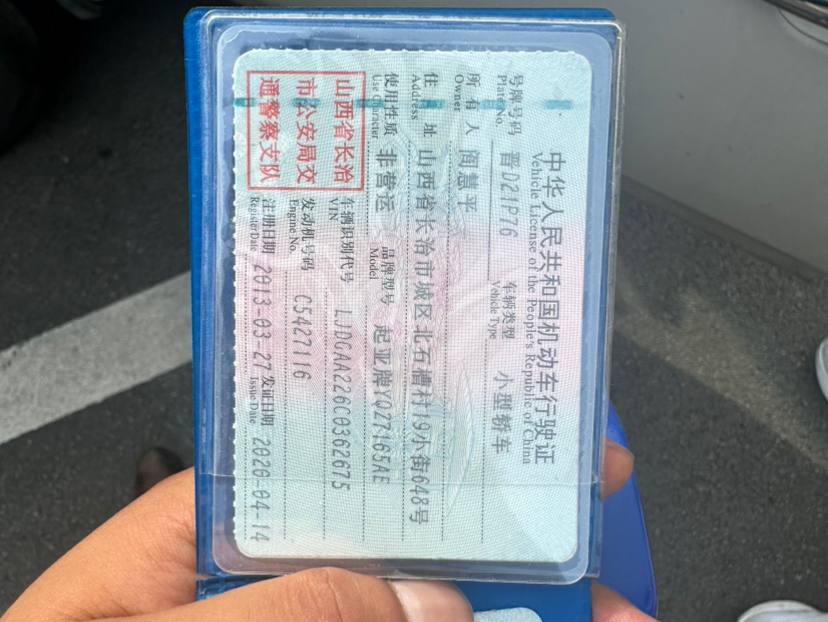 中华人民共和国机动车行驶证
Vehicle License of the People's Republic of China
号牌号码 晋D21P76 车辆类型 小型轿车
Plate No. Vehicle Type
所有人 阎慧平
Owner
住址 山西省长治市城区北石槽村19小街648号
Address
使用性质 非营运 品牌型号 起亚牌YQZ7165AE
Use Character Model
山西省长治
市公安局交
通警察支队
车辆识别代号 LJDGAA226C0362675
VIN
发动机号码 C5427116
Engine No.
注册日期 2013-03-27 发证日期 2020-04-14
Register Date Issue Date